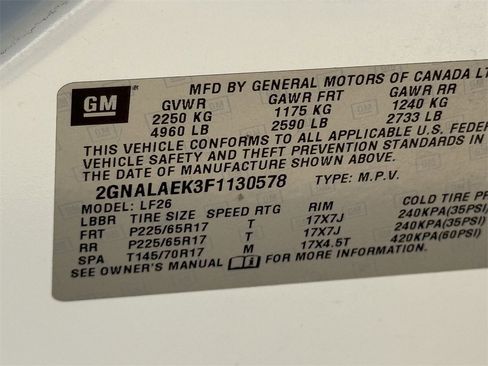 GM
MFD BY GENERAL MOTORS OF CANADA LT
GVWR GAWR FRT GAWR RR
2250 KG 1175 KG 1240 KG
4960 LB 2590 LB 2733 LB
THIS VEHICLE CONFORMS TO ALL APPLICABLE U.S. FEDER
VEHICLE SAFETY AND THEFT PREVENTION STANDARD
THE DATE OF MANUFACTURE SHOWN ABOVE.
2GNALAEK3F1130578 TYPE: M.P.V.
MODEL: LF26
LBBR TIRE SIZE SPEED RTG RIM COLD TIRE PR
FRT P225/65R17 T 17X7J 240KPA(35PSI)
RR P225/65R17 T 17X7J 240KPA(35PSI)
SPA T145/70R17 M 17X4.5T 420KPA(60PSI)
SEE OWNER'S MANUAL FOR MORE INFORMATION.